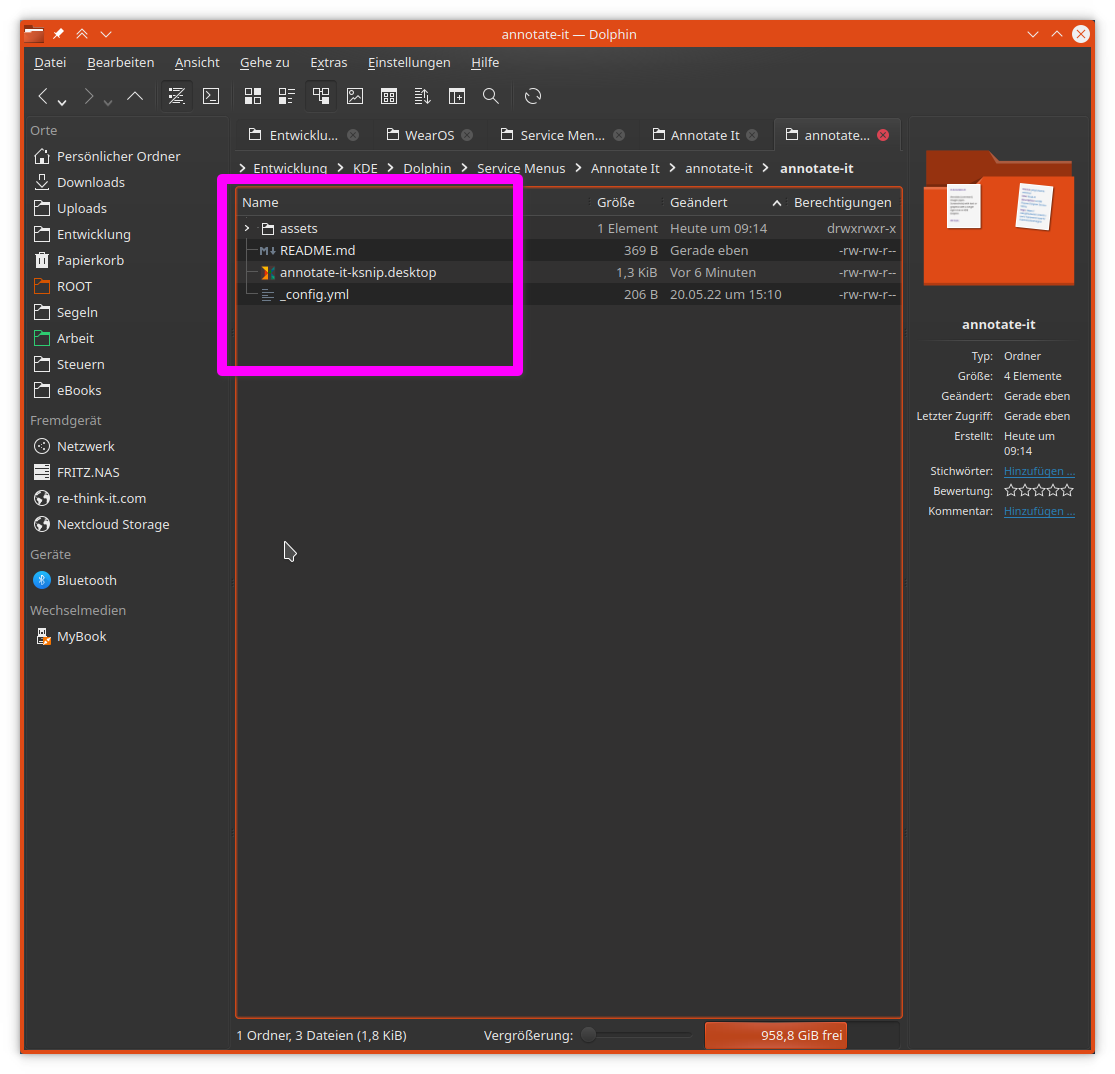 annotate-it — Dolphin
Datei Bearbeiten Ansicht Gehe zu Extras Einstellungen Hilfe
Orte
Persönlicher Ordner
Downloads
Uploads
Entwicklung
Papierkorb
ROOT
Segeln
Arbeit
Steuern
eBooks
Fremdgerät
Netzwerk
FRITZ.NAS
re-think-it.com
Nextcloud Storage
Geräte
Bluetooth
Wechselmedien
MyBook
Entwicklu... WearOS Service Men... Annotate It annotate...
Entwicklung KDE Dolphin Service Menus Annotate It annotate-it annotate-it
Name Größe Geändert Berechtigungen
assets 1 Element Heute um 09:14 drwxrwxr-x
README.md 369 B Gerade eben -rw-rw-r--
annotate-it-ksnip.desktop 1,3 KiB Vor 6 Minuten -rw-rw-r--
_config.yml 206 B 20.05.22 um 15:10 -rw-rw-r--
1 Ordner, 3 Dateien (1,8 KiB) Vergrößerung: 958,8 GiB frei
annotate-it
Typ: Ordner
Größe: 4 Elemente
Geändert: Gerade eben
Letzter Zugriff: Gerade eben
Erstellt: Heute um
09:14
Stichwörter: Hinzufügen ...
Bewertung:
Kommentar: Hinzufügen ...